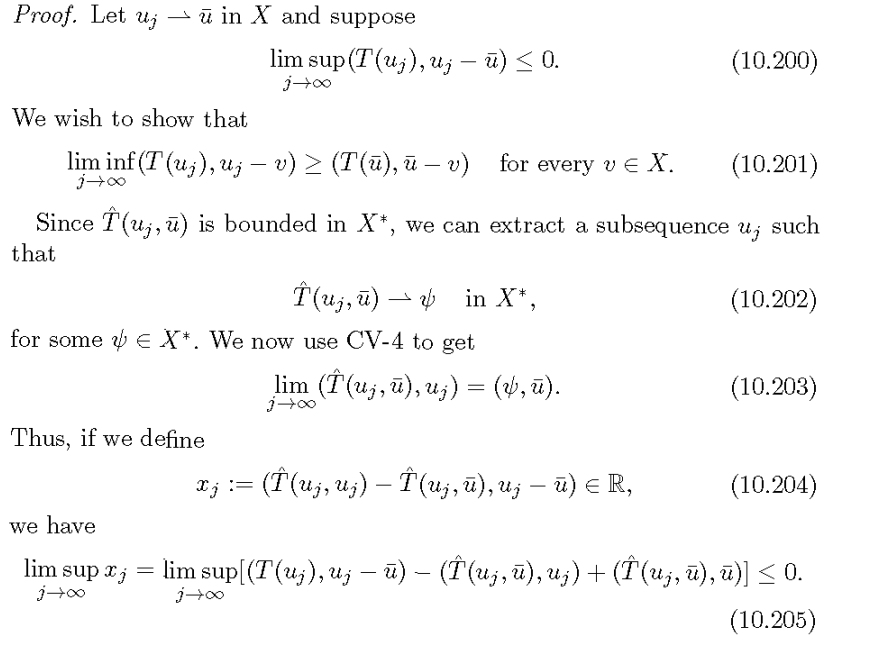 Proof. Let u_j ⇀ ū in X and suppose
lim sup_{j→∞} (T(u_j), u_j − ū) ≤ 0. (10.200)
We wish to show that
lim inf_{j→∞} (T(u_j), u_j − v) ≥ (T(ū), ū − v) for every v ∈ X. (10.201)
Since T̂(u_j, ū) is bounded in X*, we can extract a subsequence u_j such
that
T̂(u_j, ū) ⇀ ψ in X*, (10.202)
for some ψ ∈ X*. We now use CV-4 to get
lim_{j→∞} (T̂(u_j, ū), u_j) = (ψ, ū). (10.203)
Thus, if we define
x_j := (T̂(u_j, u_j) − T̂(u_j, ū), u_j − ū) ∈ ℝ, (10.204)
we have
lim sup_{j→∞} x_j = lim sup_{j→∞} [(T(u_j), u_j − ū) − (T̂(u_j, ū), u_j) + (T̂(u_j, ū), ū)] ≤ 0.
(10.205)